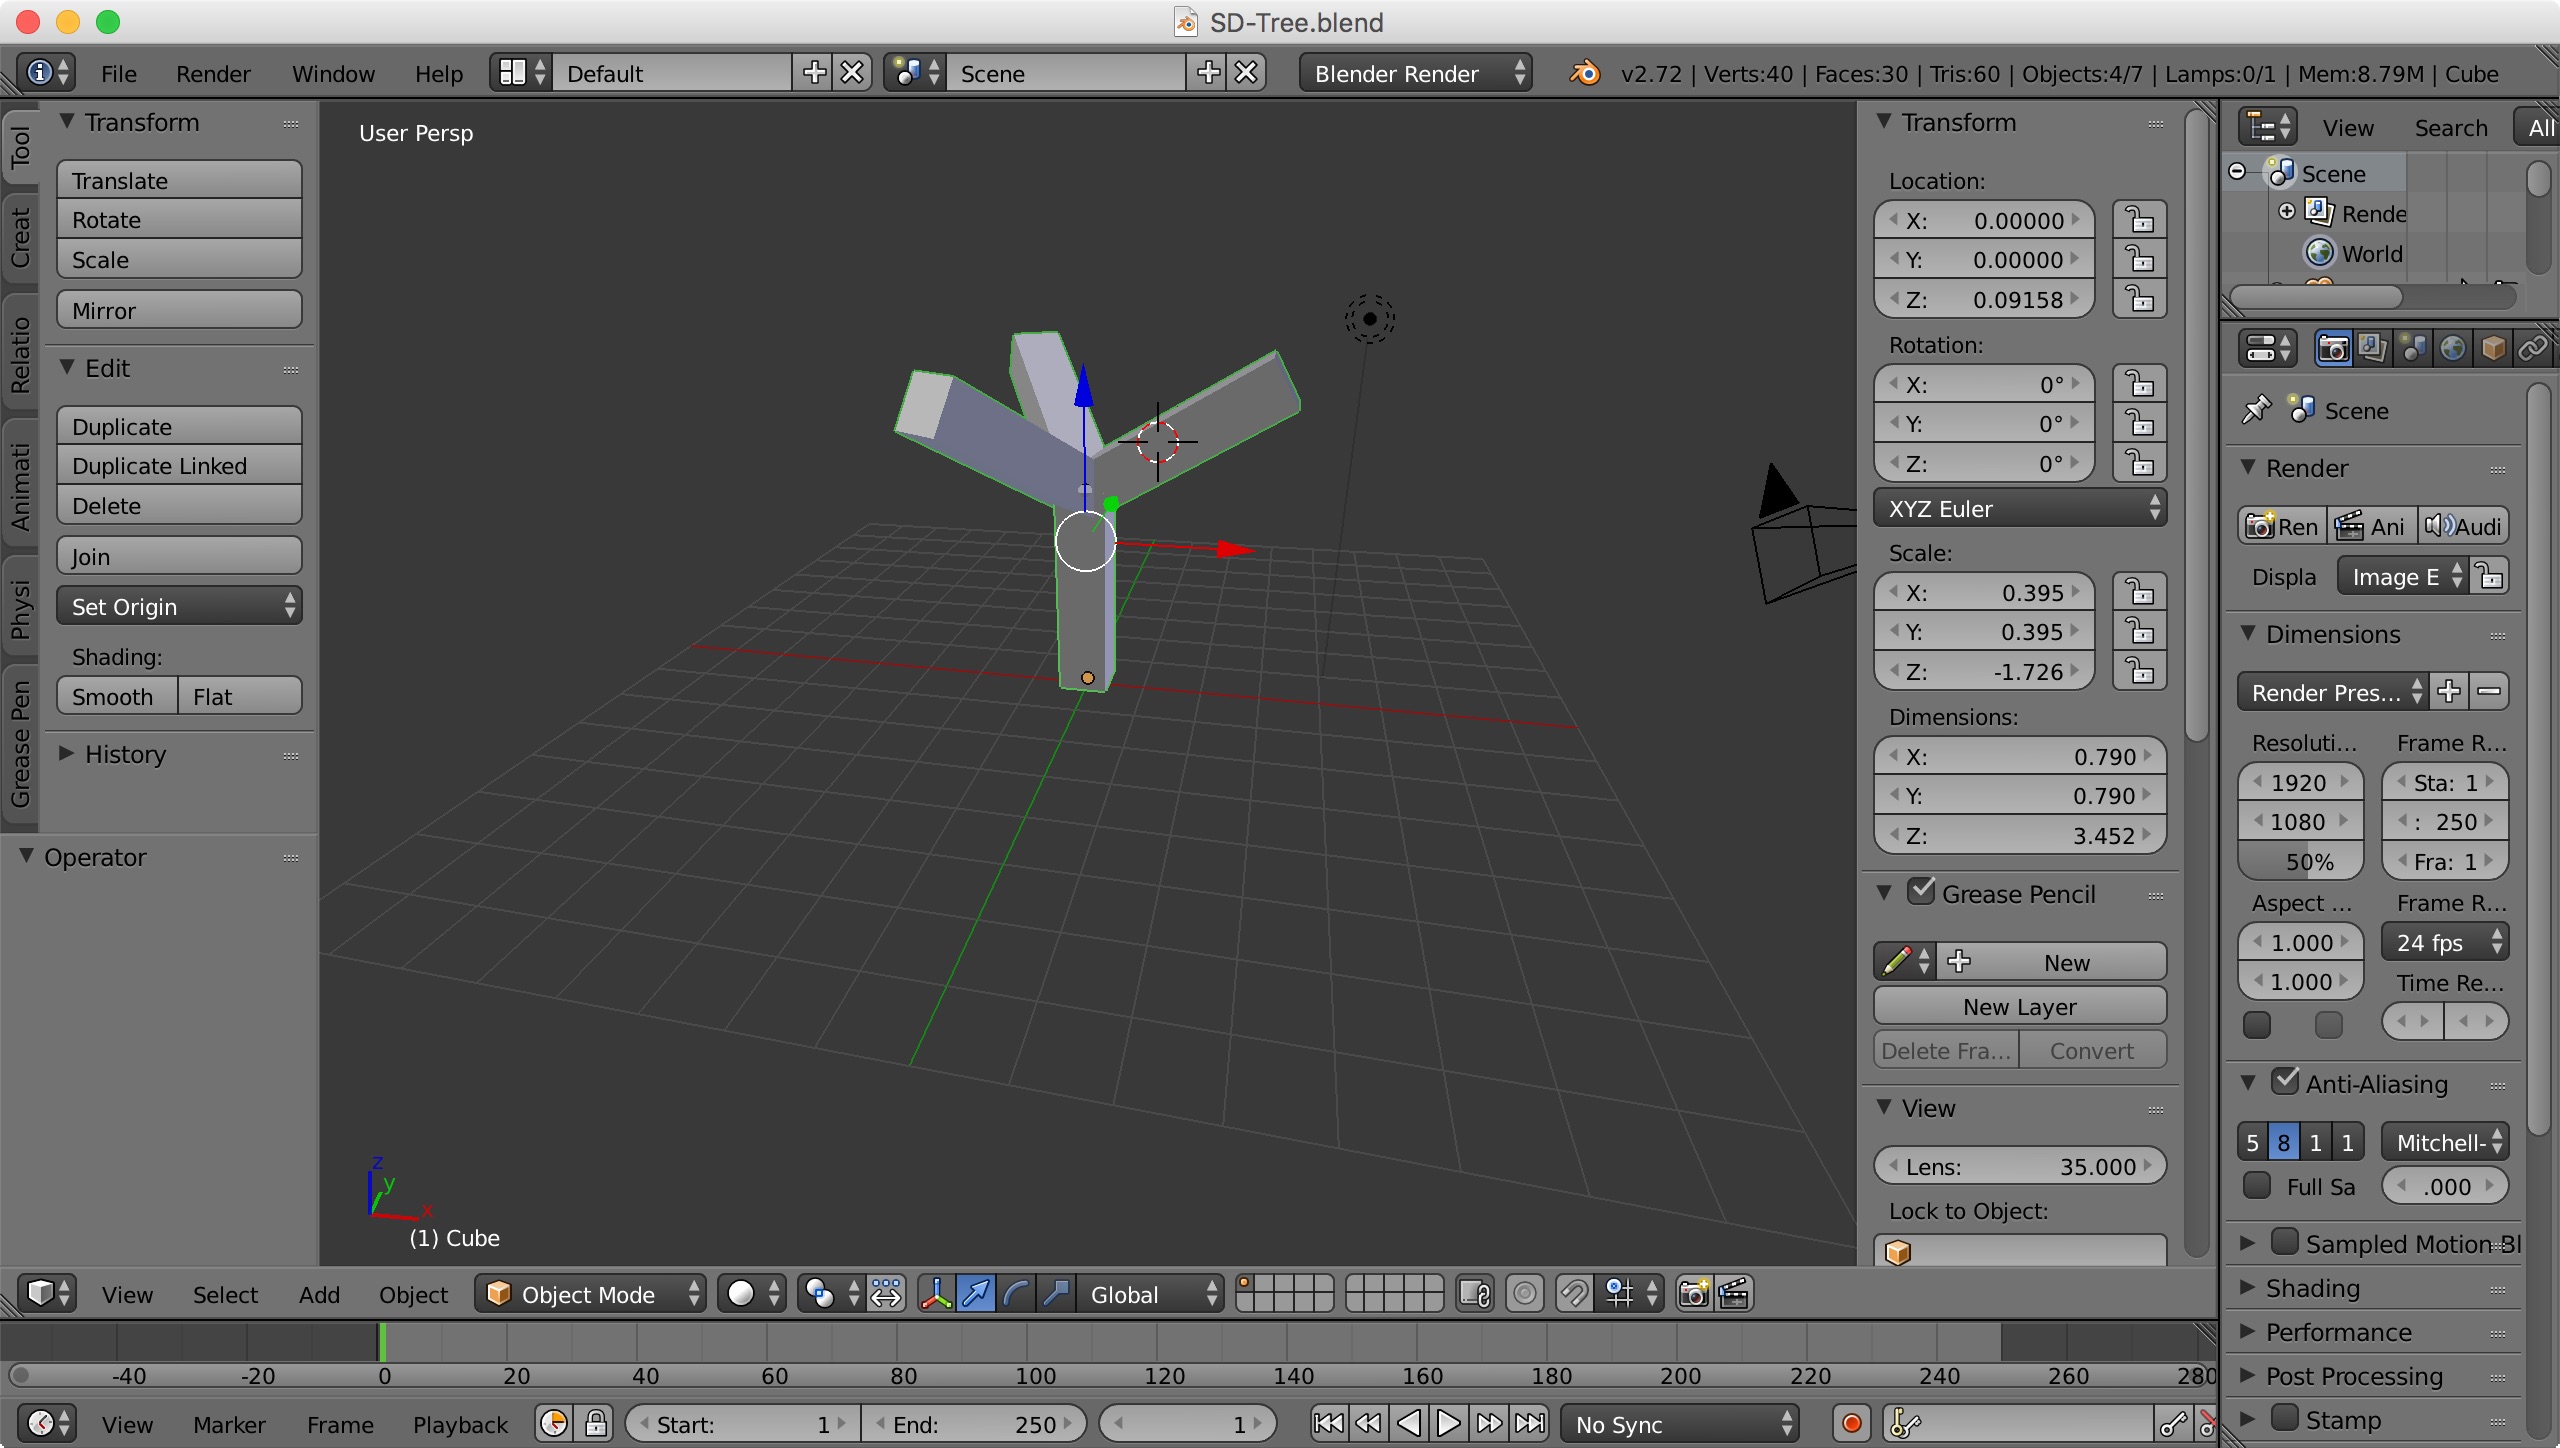 SD-Tree.blend
File Render Window Help Default Scene Blender Render v2.72 | Verts:40 | Faces:30 | Tris:60 | Objects:4/7 | Lamps:0/1 | Mem:8.79M | Cube
Tool
Creat
Relatio
Animati
Physi
Grease Pen
Transform
Translate
Rotate
Scale
Mirror
Edit
Duplicate
Duplicate Linked
Delete
Join
Set Origin
Shading:
Smooth Flat
History
Operator
User Persp
z
y
x
(1) Cube
Transform
Location:
X: 0.00000
Y: 0.00000
Z: 0.09158
Rotation:
X: 0°
Y: 0°
Z: 0°
XYZ Euler
Scale:
X: 0.395
Y: 0.395
Z: -1.726
Dimensions:
X: 0.790
Y: 0.790
Z: 3.452
Grease Pencil
New
New Layer
Delete Fra... Convert
View
Lens: 35.000
Lock to Object:
View Search All
Scene
Rende
World
Scene
Render
Ren Ani Audi
Displa Image E
Dimensions
Render Pres...
Resoluti... Frame R...
1920 Sta: 1
1080 : 250
50% Fra: 1
Aspect ... Frame R...
1.000 24 fps
1.000 Time Re...
Anti-Aliasing
5 8 1 1 Mitchell-
Full Sa .000
Sampled Motion Bl
Shading
Performance
Post Processing
Stamp
View Select Add Object Object Mode Global
-40 -20 0 20 40 60 80 100 120 140 160 180 200 220 240 260 280
View Marker Frame Playback Start: 1 End: 250 1 No Sync